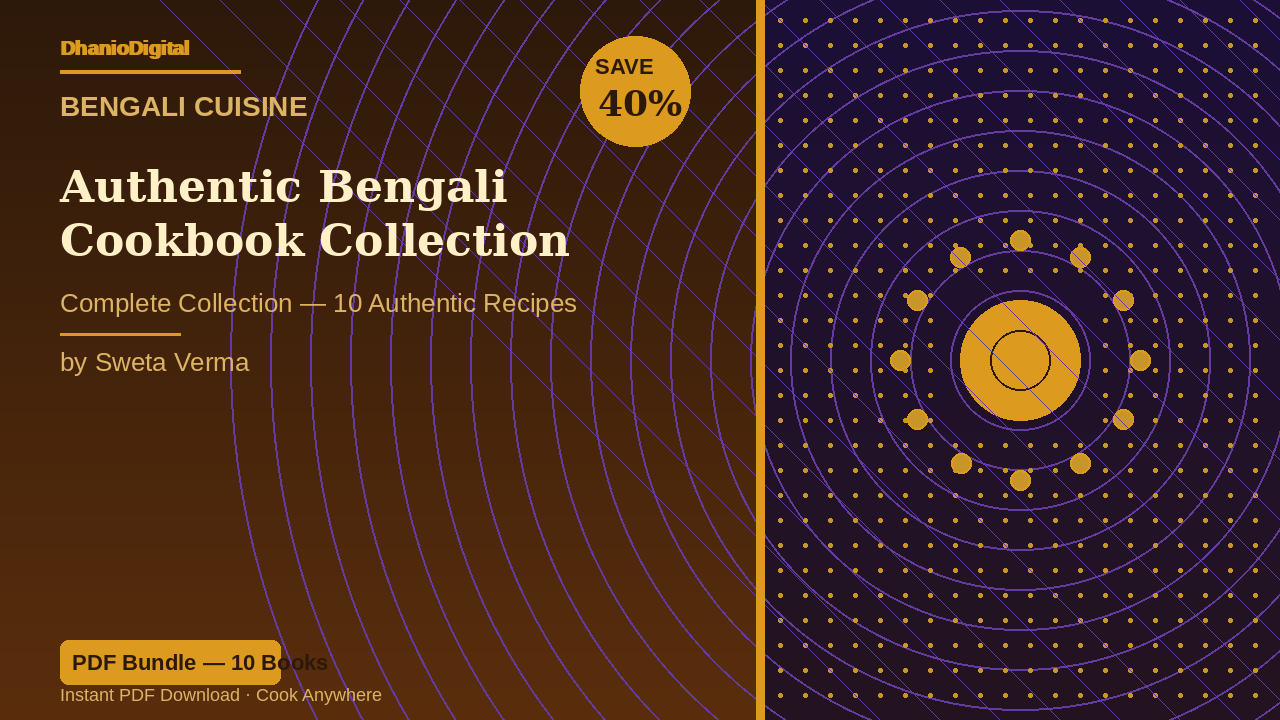 DhanioDigital
BENGALI CUISINE
SAVE
40%
Authentic Bengali
Cookbook Collection
Complete Collection — 10 Authentic Recipes
by Sweta Verma
PDF Bundle — 10 Books
Instant PDF Download · Cook Anywhere